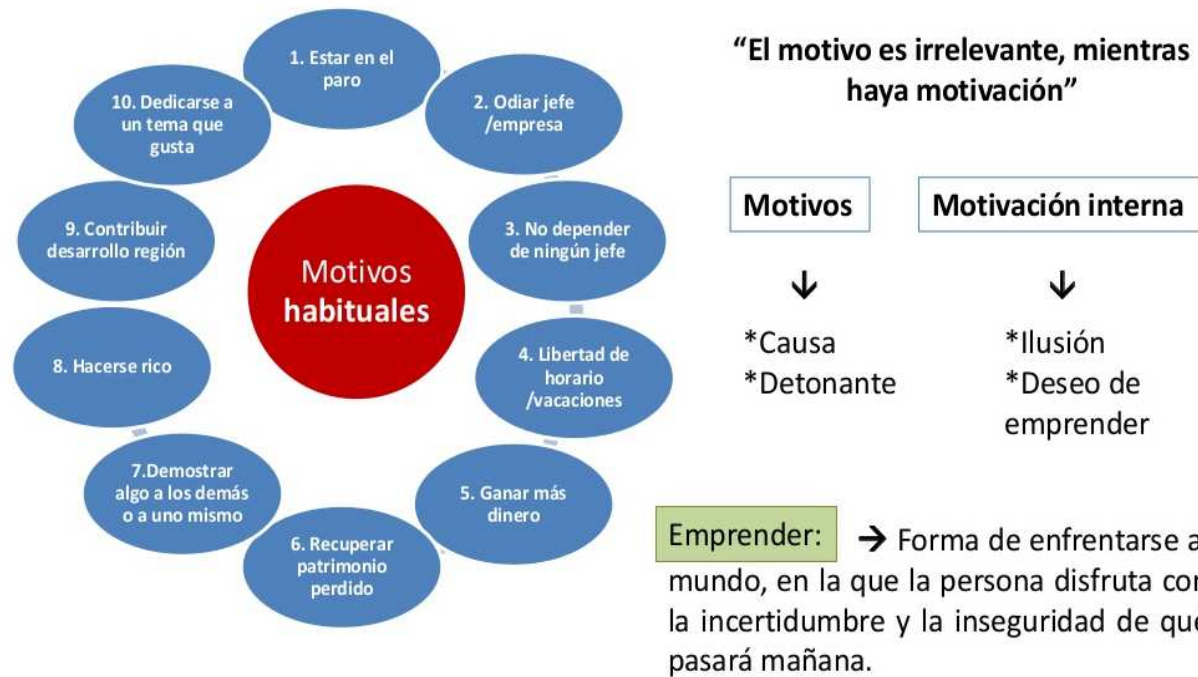 1. Estar en el
paro
2. Odiar jefe
/empresa
3. No depender
de ningún jefe
4. Libertad de
horario
/vacaciones
5. Ganar más
dinero
6. Recuperar
patrimonio
perdido
7.Demostrar
algo a los demás
o a uno mismo
8. Hacerse rico
9. Contribuir
desarrollo región
10. Dedicarse a
un tema que
gusta
Motivos
habituales
“El motivo es irrelevante, mientras
haya motivación”
Motivos
↓
*Causa
*Detonante
Motivación interna
↓
*Ilusión
*Deseo de
emprender
Emprender: → Forma de enfrentarse a
mundo, en la que la persona disfruta con
la incertidumbre y la inseguridad de que
pasará mañana.